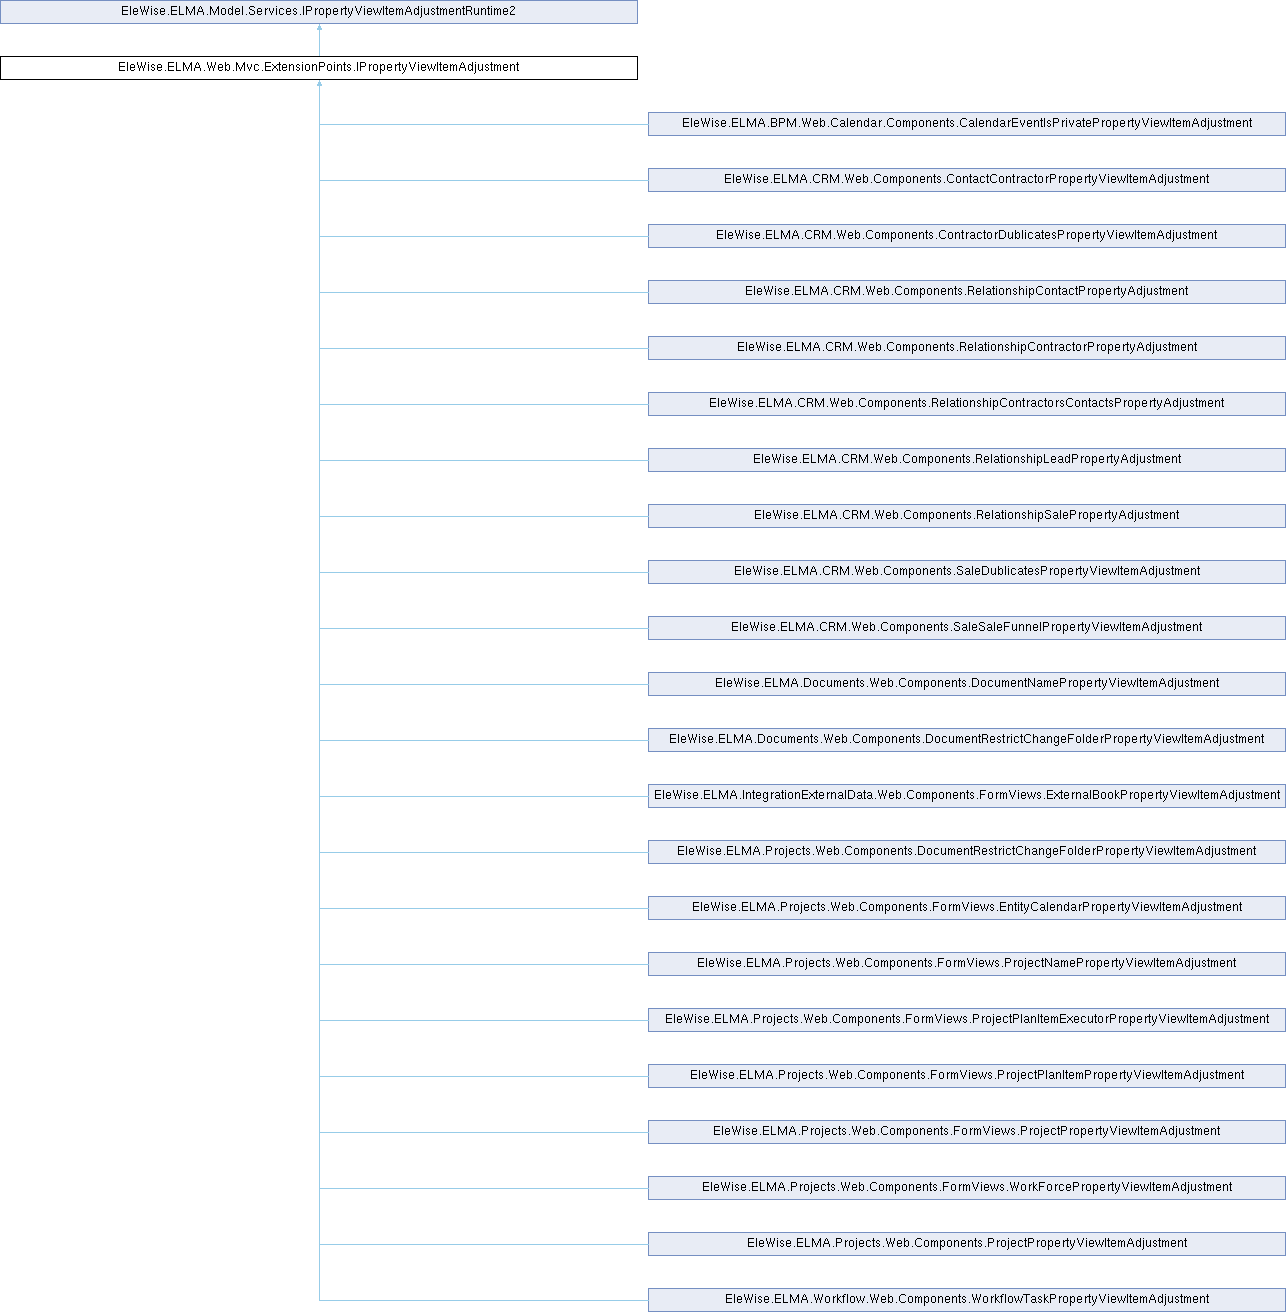 EleWise.ELMA.Model.Services.IPropertyViewItemAdjustmentRuntime2
EleWise.ELMA.Web.Mvc.ExtensionPoints.IPropertyViewItemAdjustment
EleWise.ELMA.BPM.Web.Calendar.Components.CalendarEventIsPrivatePropertyViewItemAdjustment
EleWise.ELMA.CRM.Web.Components.ContactContractorPropertyViewItemAdjustment
EleWise.ELMA.CRM.Web.Components.ContractorDublicatesPropertyViewItemAdjustment
EleWise.ELMA.CRM.Web.Components.RelationshipContactPropertyAdjustment
EleWise.ELMA.CRM.Web.Components.RelationshipContractorPropertyAdjustment
EleWise.ELMA.CRM.Web.Components.RelationshipContractorsContactsPropertyAdjustment
EleWise.ELMA.CRM.Web.Components.RelationshipLeadPropertyAdjustment
EleWise.ELMA.CRM.Web.Components.RelationshipSalePropertyAdjustment
EleWise.ELMA.CRM.Web.Components.SaleDublicatesPropertyViewItemAdjustment
EleWise.ELMA.CRM.Web.Components.SaleSaleFunnelPropertyViewItemAdjustment
EleWise.ELMA.Documents.Web.Components.DocumentNamePropertyViewItemAdjustment
EleWise.ELMA.Documents.Web.Components.DocumentRestrictChangeFolderPropertyViewItemAdjustment
EleWise.ELMA.IntegrationExternalData.Web.Components.FormViews.ExternalBookPropertyViewItemAdjustment
EleWise.ELMA.Projects.Web.Components.DocumentRestrictChangeFolderPropertyViewItemAdjustment
EleWise.ELMA.Projects.Web.Components.FormViews.EntityCalendarPropertyViewItemAdjustment
EleWise.ELMA.Projects.Web.Components.FormViews.ProjectNamePropertyViewItemAdjustment
EleWise.ELMA.Projects.Web.Components.FormViews.ProjectPlanItemExecutorPropertyViewItemAdjustment
EleWise.ELMA.Projects.Web.Components.FormViews.ProjectPlanItemPropertyViewItemAdjustment
EleWise.ELMA.Projects.Web.Components.FormViews.ProjectPropertyViewItemAdjustment
EleWise.ELMA.Projects.Web.Components.FormViews.WorkForcePropertyViewItemAdjustment
EleWise.ELMA.Projects.Web.Components.ProjectPropertyViewItemAdjustment
EleWise.ELMA.Workflow.Web.Components.WorkflowTaskPropertyViewItemAdjustment